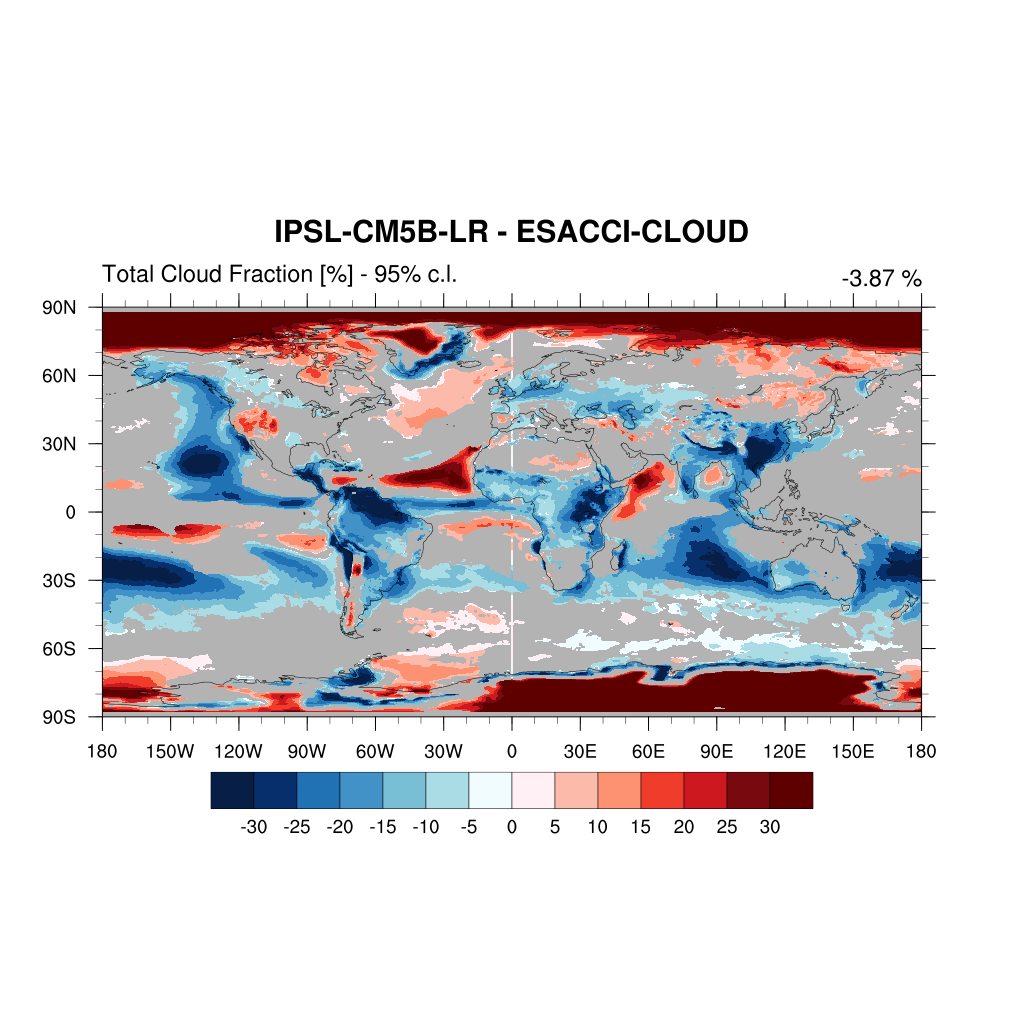 IPSL-CM5B-LR - ESACCI-CLOUD
Total Cloud Fraction [%] - 95% c.l.
-3.87 %
90N
60N
30N
0
30S
60S
90S
180 150W 120W 90W 60W 30W 0 30E 60E 90E 120E 150E 180
-30 -25 -20 -15 -10 -5 0 5 10 15 20 25 30